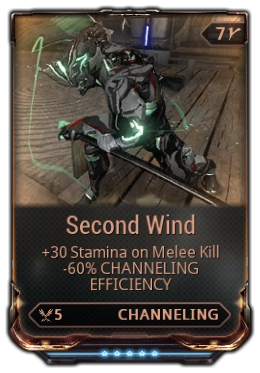 7
Second Wind
+30 Stamina on Melee Kill
-60% CHANNELING
EFFICIENCY
5 CHANNELING